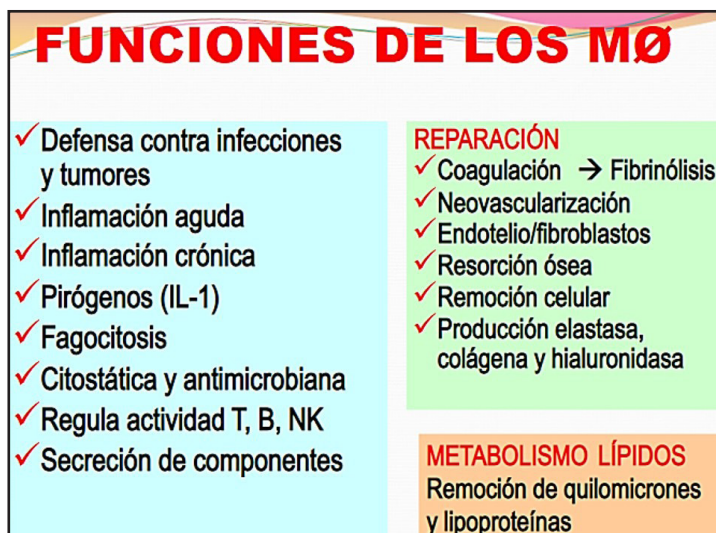 FUNCIONES DE LOS MØ
✓Defensa contra infecciones
y tumores
✓Inflamación aguda
✓Inflamación crónica
✓Pirógenos (IL-1)
✓Fagocitosis
✓Citostática y antimicrobiana
✓Regula actividad T, B, NK
✓Secreción de componentes
REPARACIÓN
✓Coagulación → Fibrinólisis
✓Neovascularización
✓Endotelio/fibroblastos
✓Resorción ósea
✓Remoción celular
✓Producción elastasa,
colágena y hialuronidasa
METABOLISMO LÍPIDOS
Remoción de quilomicrones
y lipoproteínas